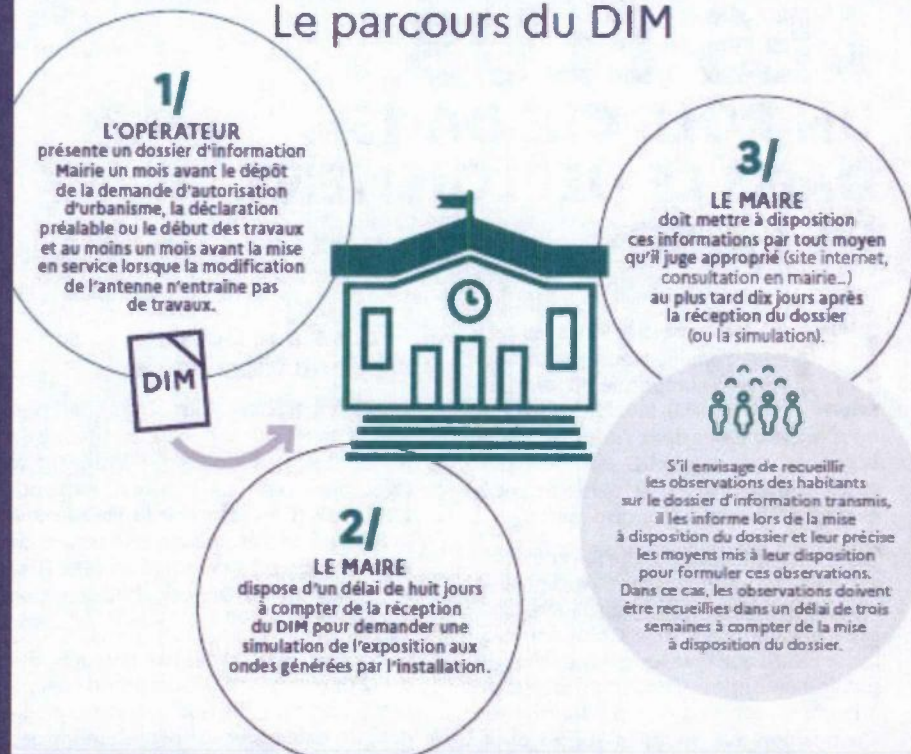 Le parcours du DIM
1/
L'OPÉRATEUR
présente un dossier d'information
Mairie un mois avant le dépôt
de la demande d'autorisation
d'urbanisme, la déclaration
préalable ou le début des travaux
et au moins un mois avant la mise
en service lorsque la modification
de l'antenne n'entraîne pas
de travaux.
DIM
2/
LE MAIRE
dispose d'un délai de huit jours
à compter de la réception
du DIM pour demander une
simulation de l'exposition aux
ondes générées par l'installation.
3/
LE MAIRE
doit mettre à disposition
ces informations par tout moyen
qu'il juge approprié (site internet,
consultation en mairie...)
au plus tard dix jours après
la réception du dossier
(ou la simulation).
S'il envisage de recueillir
les observations des habitants
sur le dossier d'information transmis,
il les informe lors de la mise
à disposition du dossier et leur précise
les moyens mis à leur disposition
pour formuler ces observations.
Dans ce cas, les observations doivent
être recueillies dans un délai de trois
semaines à compter de la mise
à disposition du dossier.